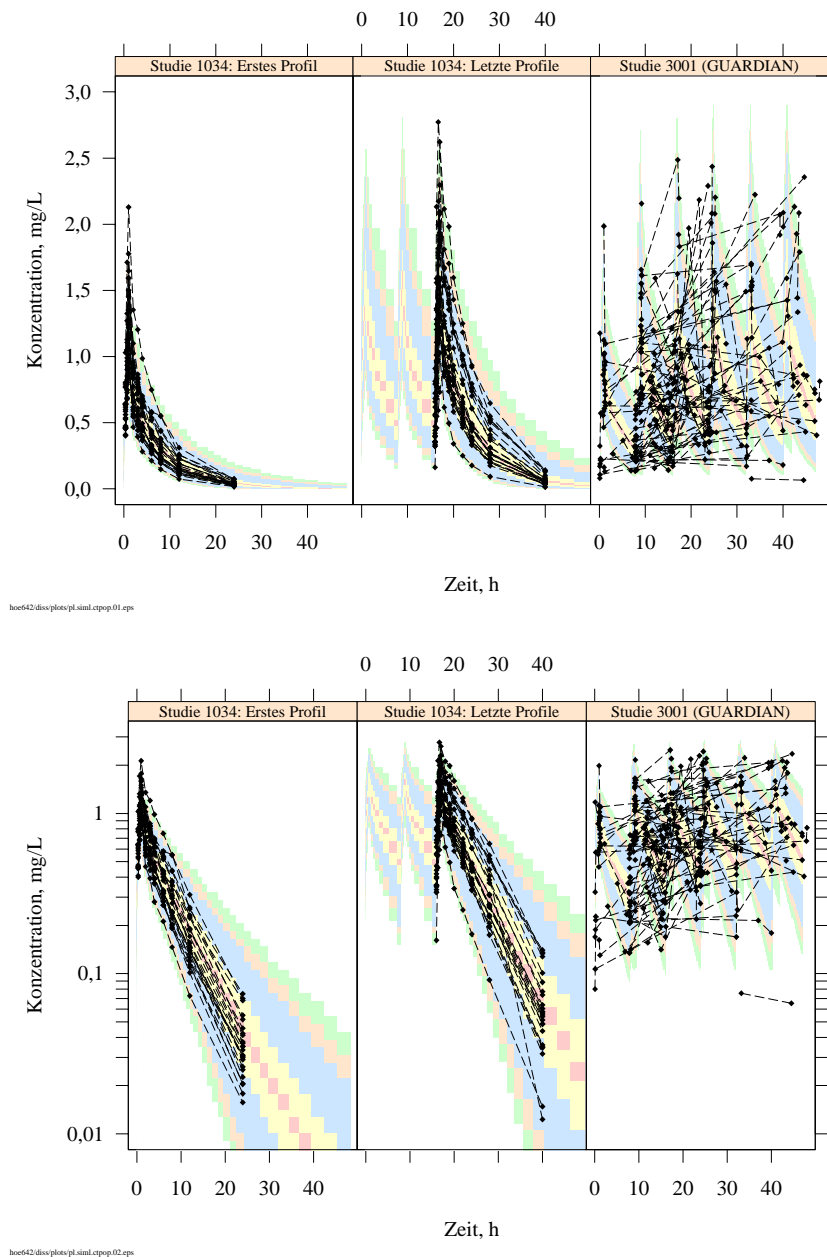 0 10 20 30 40
Studie 1034: Erstes Profil Studie 1034: Letzte Profile Studie 3001 (GUARDIAN)
3,0
2,5
2,0
1,5
1,0
0,5
0,0
Konzentration, mg/L
0 10 20 30 40 0 10 20 30 40
Zeit, h
hoe642/diss/plots/pl.siml.ctpop.01.eps
0 10 20 30 40
Studie 1034: Erstes Profil Studie 1034: Letzte Profile Studie 3001 (GUARDIAN)
1
0,1
0,01
Konzentration, mg/L
0 10 20 30 40 0 10 20 30 40
Zeit, h
hoe642/diss/plots/pl.siml.ctpop.02.eps